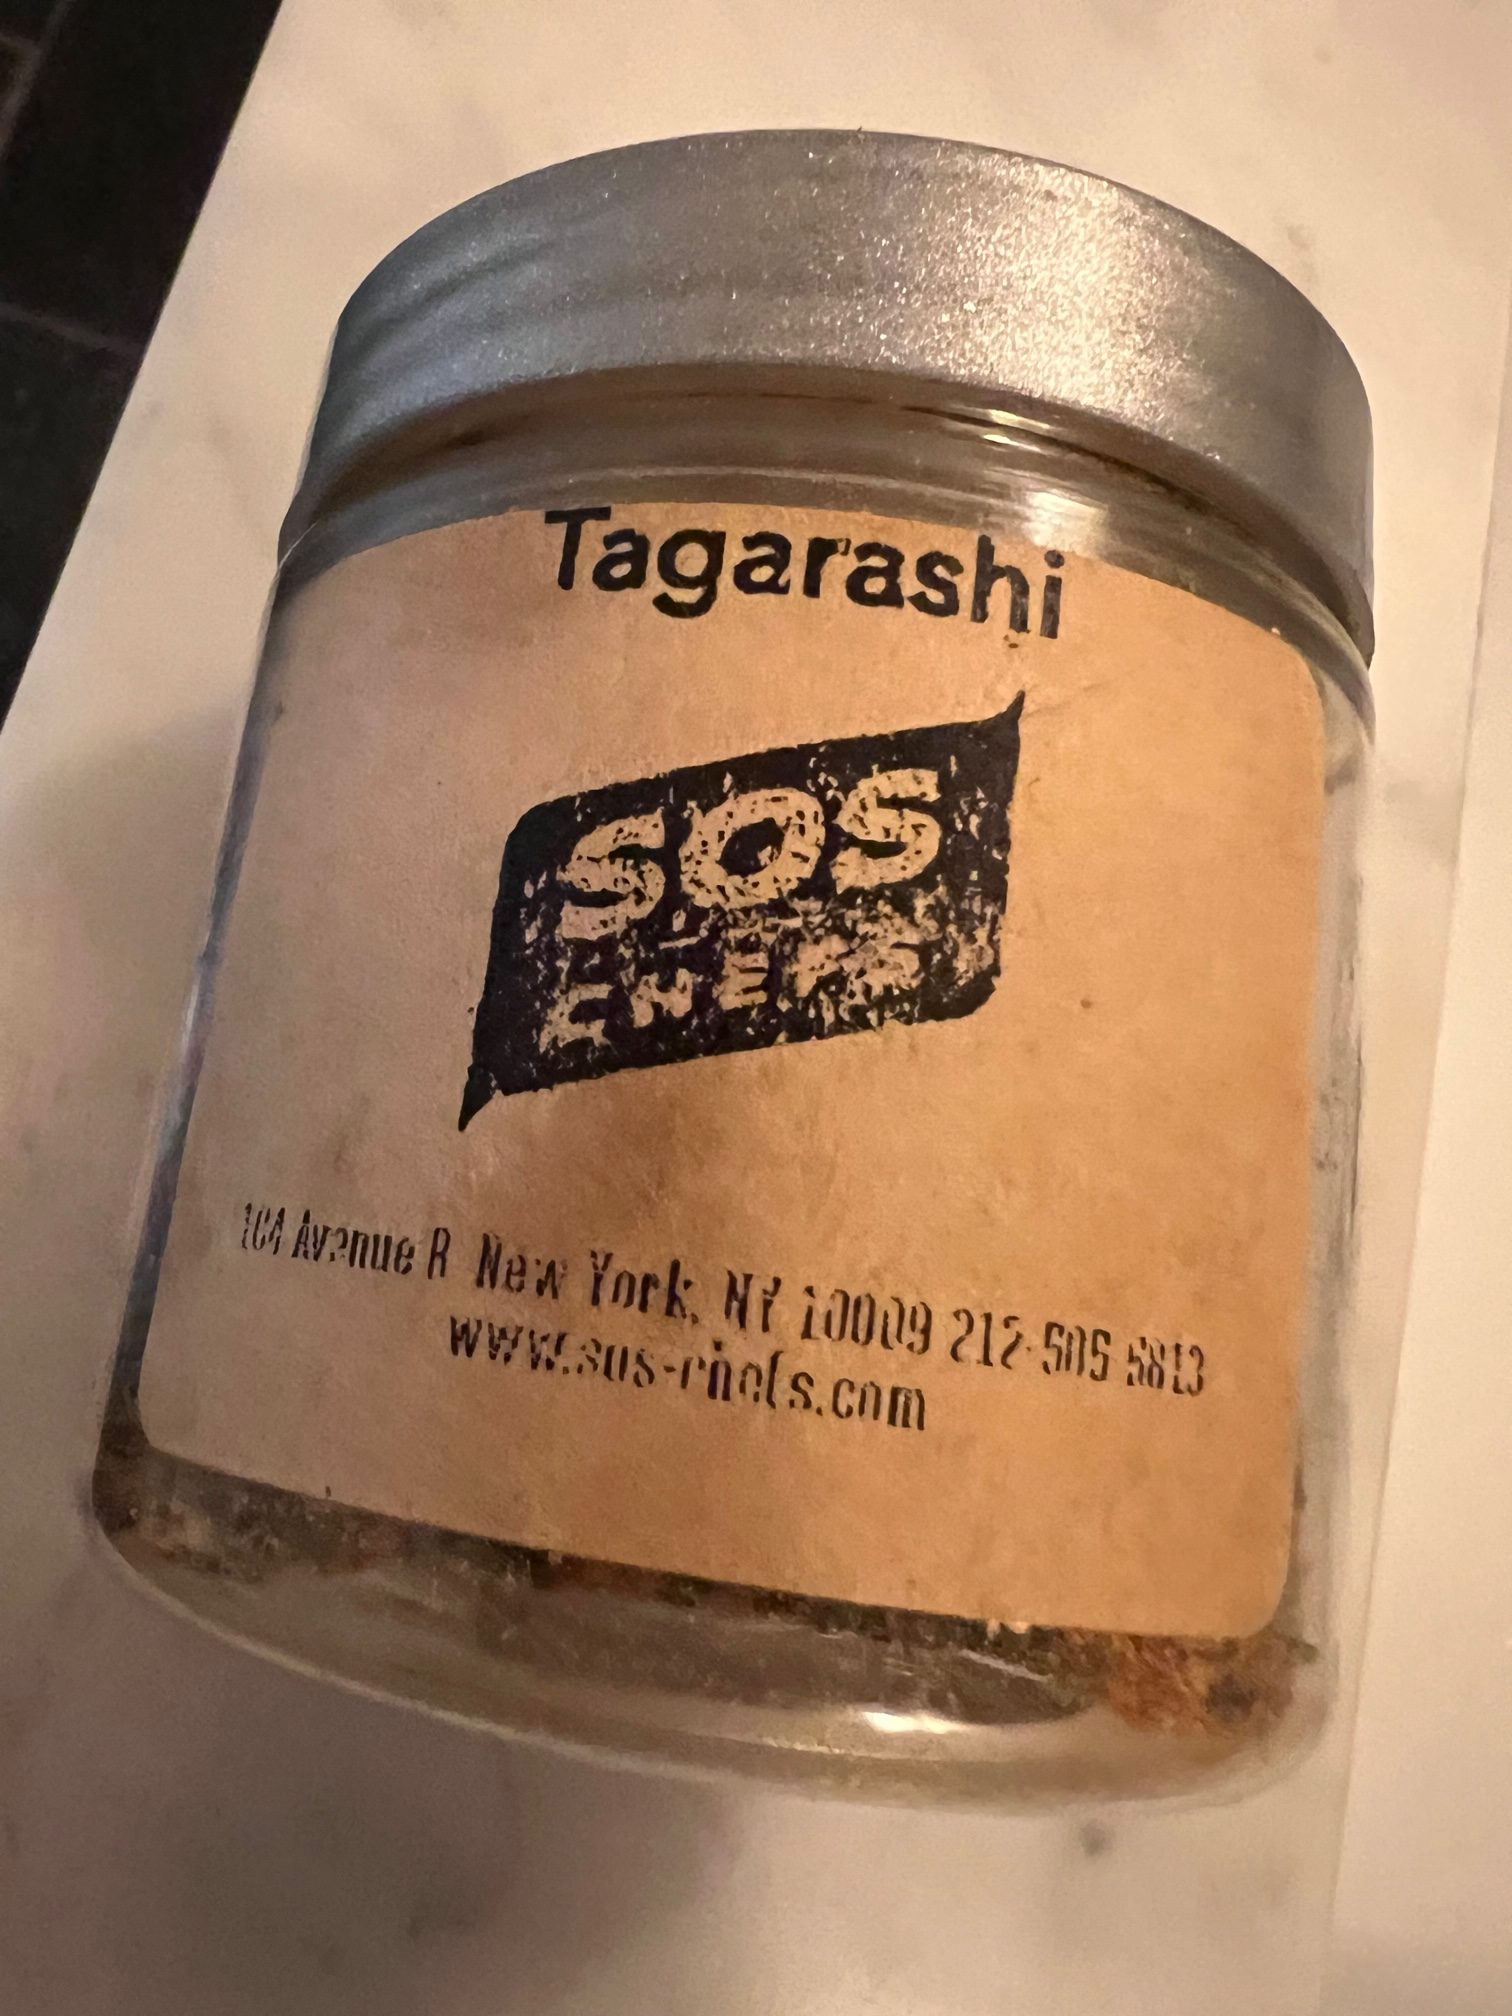 Tagarashi
SOS
CHEFS
104 Avenue B New York, NY 10009 212-505 5813
www.sos-chefs.com